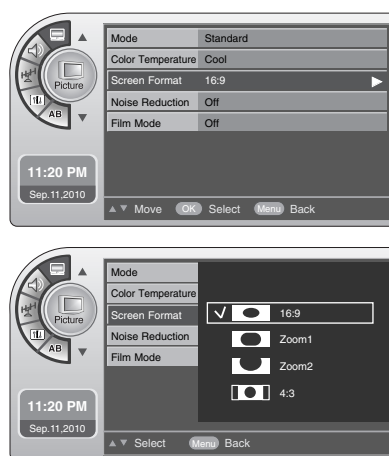 Mode Standard
Color Temperature Cool
Screen Format 16:9
Noise Reduction Off
Film Mode Off
Picture
AB
11:20 PM
Sep.11,2010
Move OK Select Menu Back
Mode
Color Temperature
Screen Format
Noise Reduction
Film Mode
16:9
Zoom1
Zoom2
4:3
Picture
AB
11:20 PM
Sep.11,2010
Select Menu Back